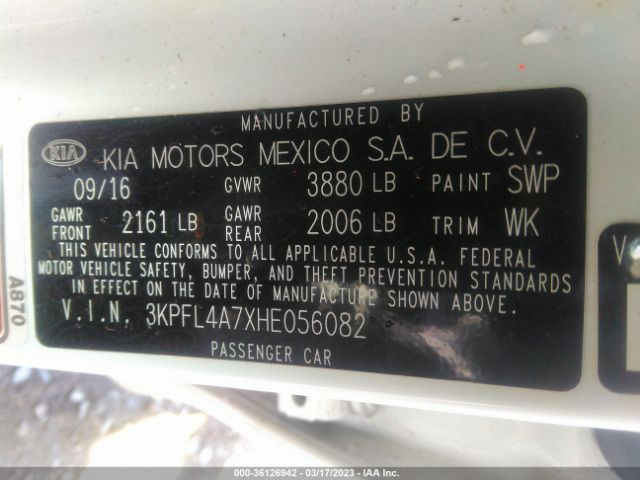 MANUFACTURED BY
KIA KIA MOTORS MEXICO S.A. DE C.V.
09/16 GVWR 3880 LB PAINT SWP
GAWR FRONT 2161 LB GAWR REAR 2006 LB TRIM WK
THIS VEHICLE CONFORMS TO ALL APPLICABLE U.S.A. FEDERAL
MOTOR VEHICLE SAFETY, BUMPER, AND THEFT PREVENTION STANDARDS
IN EFFECT ON THE DATE OF MANUFACTURE SHOWN ABOVE.
V.I.N. 3KPFL4A7XHE056082
PASSENGER CAR
A870
000-36126942 - 03/17/2023 - IAA Inc.